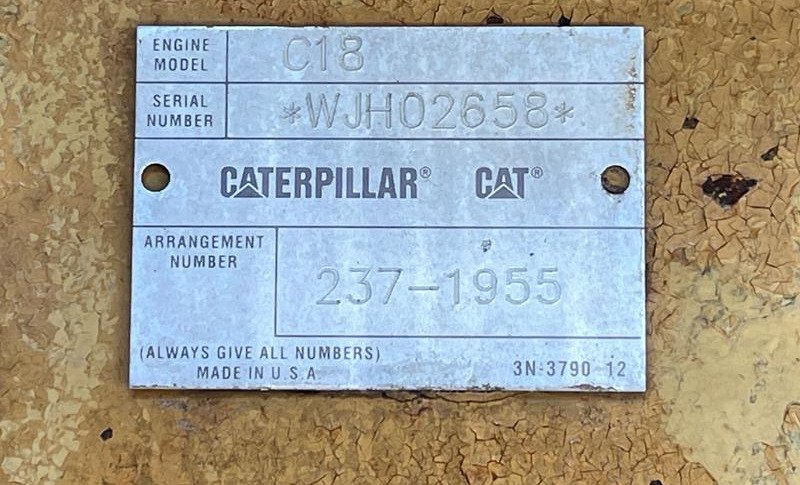 ENGINE MODEL C18
SERIAL NUMBER *WJH02658*
CATERPILLAR® CAT®
ARRANGEMENT NUMBER 237-1955
(ALWAYS GIVE ALL NUMBERS)
MADE IN U.S.A 3N-3790 12